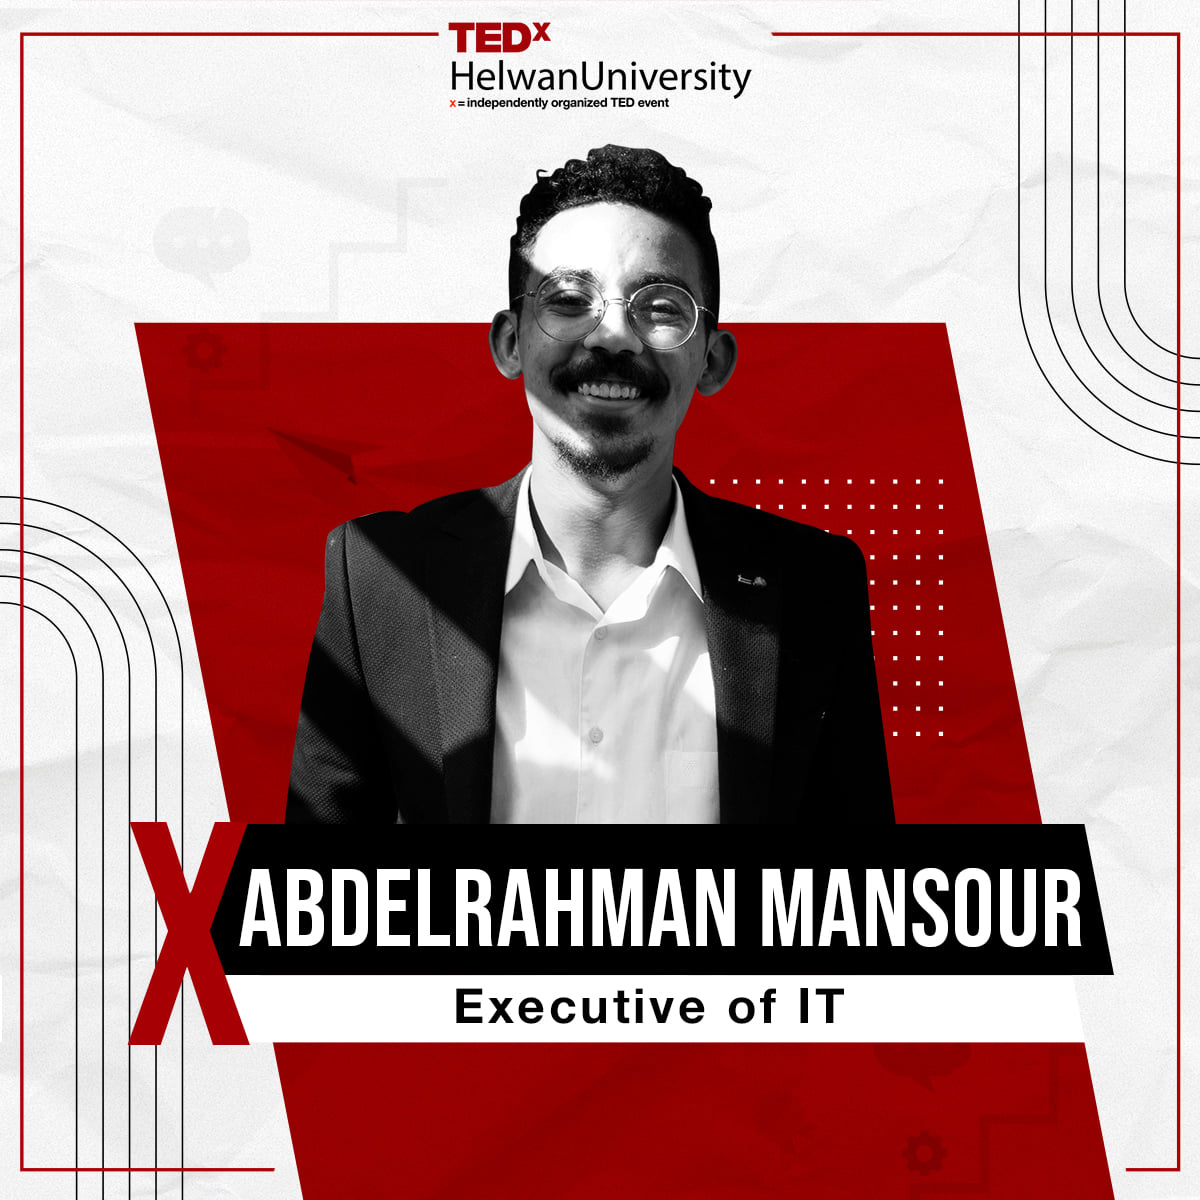 TEDx
HelwanUniversity
x = independently organized TED event
X ABDELRAHMAN MANSOUR
Executive of IT